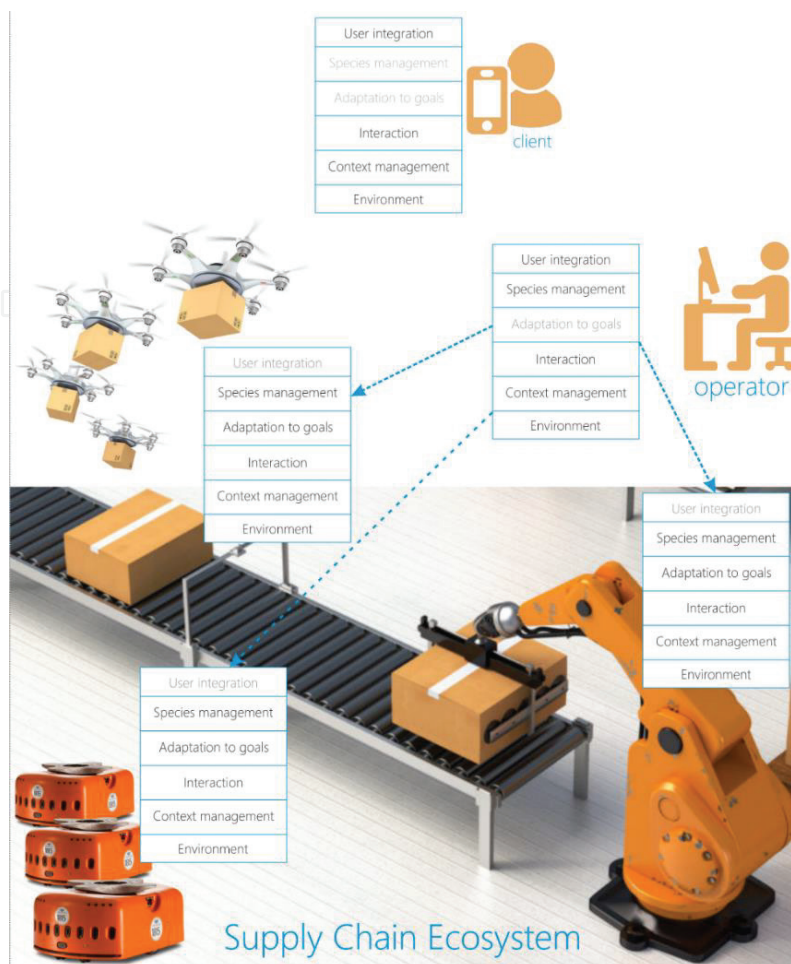 User integration
Species management
Adaptation to goals
Interaction
Context management
Environment
client
User integration
Species management
Adaptation to goals
Interaction
Context management
Environment
operator
User integration
Species management
Adaptation to goals
Interaction
Context management
Environment
User integration
Species management
Adaptation to goals
Interaction
Context management
Environment
User integration
Species management
Adaptation to goals
Interaction
Context management
Environment
Supply Chain Ecosystem